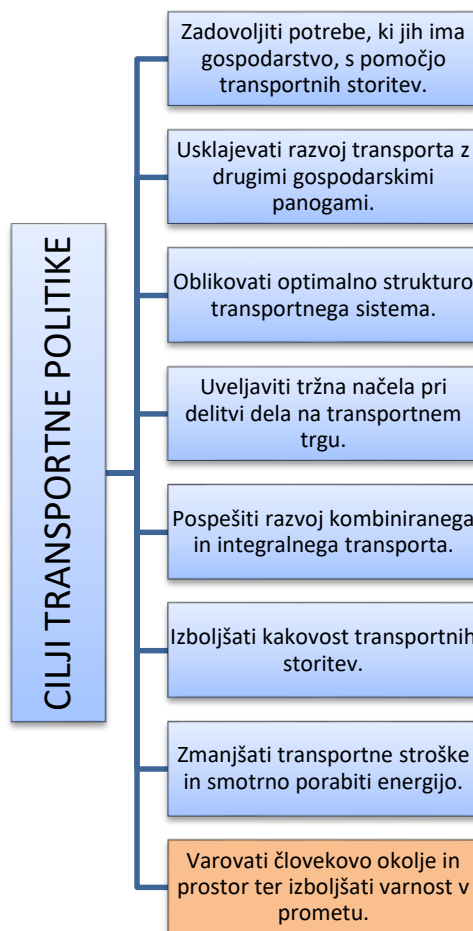 CILJI TRANSPORTNE POLITIKE
Zadovoljiti potrebe, ki jih ima
gospodarstvo, s pomočjo
transportnih storitev.
Usklajevati razvoj transporta z
drugimi gospodarskimi
panogami.
Oblikovati optimalno strukturo
transportnega sistema.
Uveljaviti tržna načela pri
delitvi dela na transportnem
trgu.
Pospešiti razvoj kombiniranega
in integralnega transporta.
Izboljšati kakovost transportnih
storitev.
Zmanjšati transportne stroške
in smotrno porabiti energijo.
Varovati človekovo okolje in
prostor ter izboljšati varnost v
prometu.